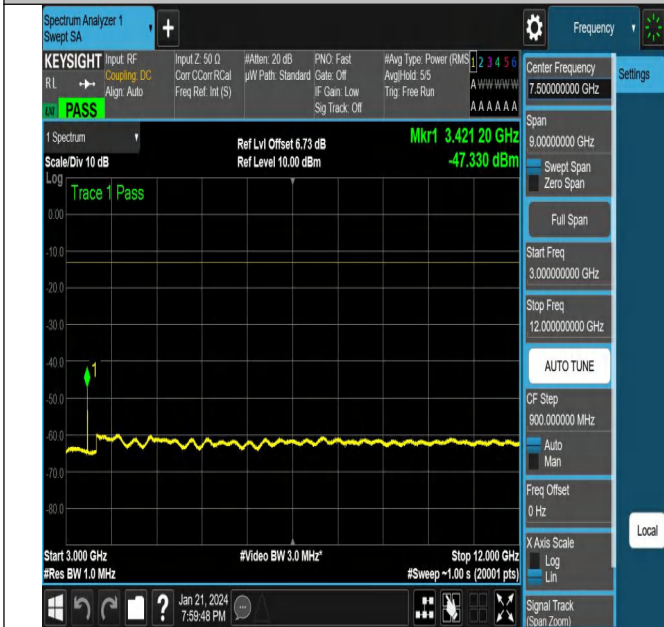 Spectrum Analyzer 1
Swept SA
+
Frequency
KEYSIGHT
RL
PASS
Input: RF
Coupling: DC
Align: Auto
Input Z: 50 Ω
Corr CCorr RCal
Freq Ref: Int (S)
#Atten: 20 dB
µW Path: Standard
PNO: Fast
Gate: Off
IF Gain: Low
Sig Track: Off
#Avg Type: Power (RMS
Avg|Hold: 5/5
Trig: Free Run
1 2 3 4 5 6
A W W W W W
A A A A A A
1 Spectrum
Scale/Div 10 dB
Ref Lvl Offset 6.73 dB
Ref Level 10.00 dBm
Mkr1 3.421 20 GHz
-47.330 dBm
Log
Trace 1 Pass
0.00
-10.0
-20.0
-30.0
-40.0
1
-50.0
-60.0
-70.0
-80.0
Start 3.000 GHz
#Res BW 1.0 MHz
#Video BW 3.0 MHz*
Stop 12.000 GHz
#Sweep ~1.00 s (20001 pts)
Jan 21, 2024
7:59:48 PM
?
Center Frequency
7.500000000 GHz
Settings
Span
9.00000000 GHz
Swept Span
Zero Span
Full Span
Start Freq
3.000000000 GHz
Stop Freq
12.000000000 GHz
AUTO TUNE
CF Step
900.000000 MHz
Auto
Man
Freq Offset
0 Hz
X Axis Scale
Log
Lin
Local
Signal Track
(Span Zoom)